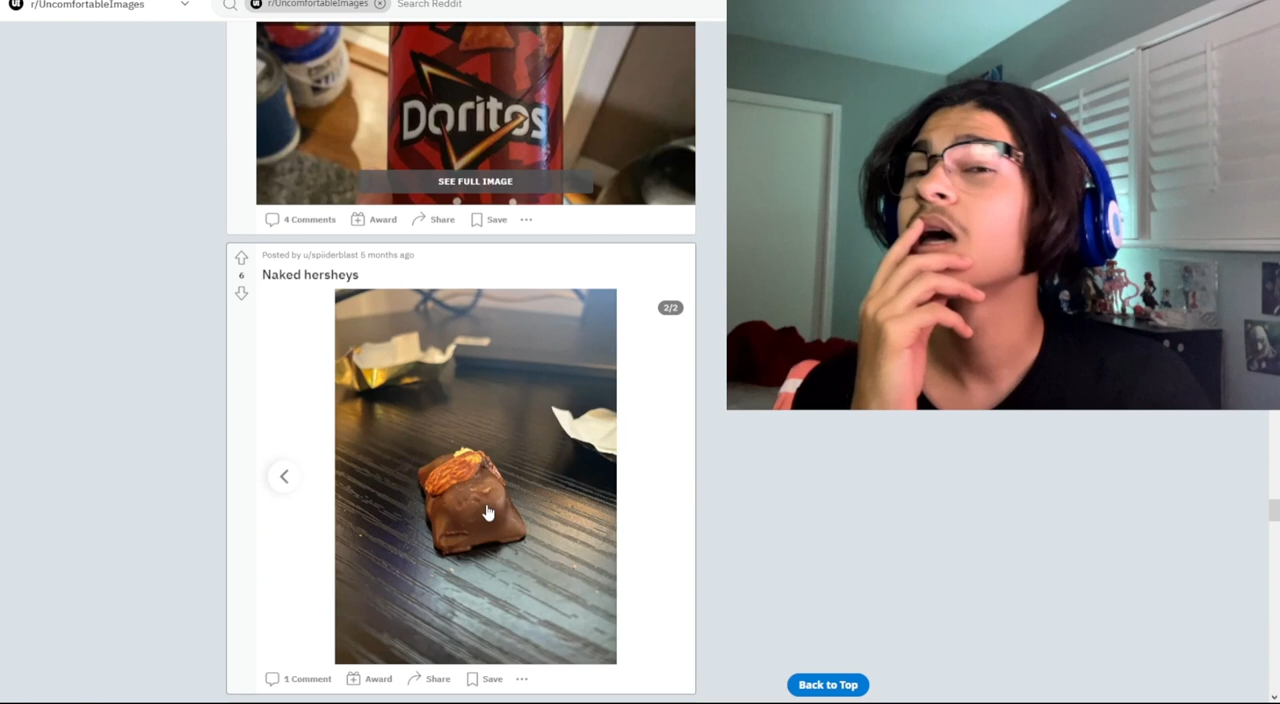 r/UncomfortableImages
r/UncomfortableImages
Search Reddit
Doritos
SEE FULL IMAGE
4 Comments
Award
Share
Save
Posted by u/spiiderblast 5 months ago
6
Naked hersheys
2/2
1 Comment
Award
Share
Save
Back to Top